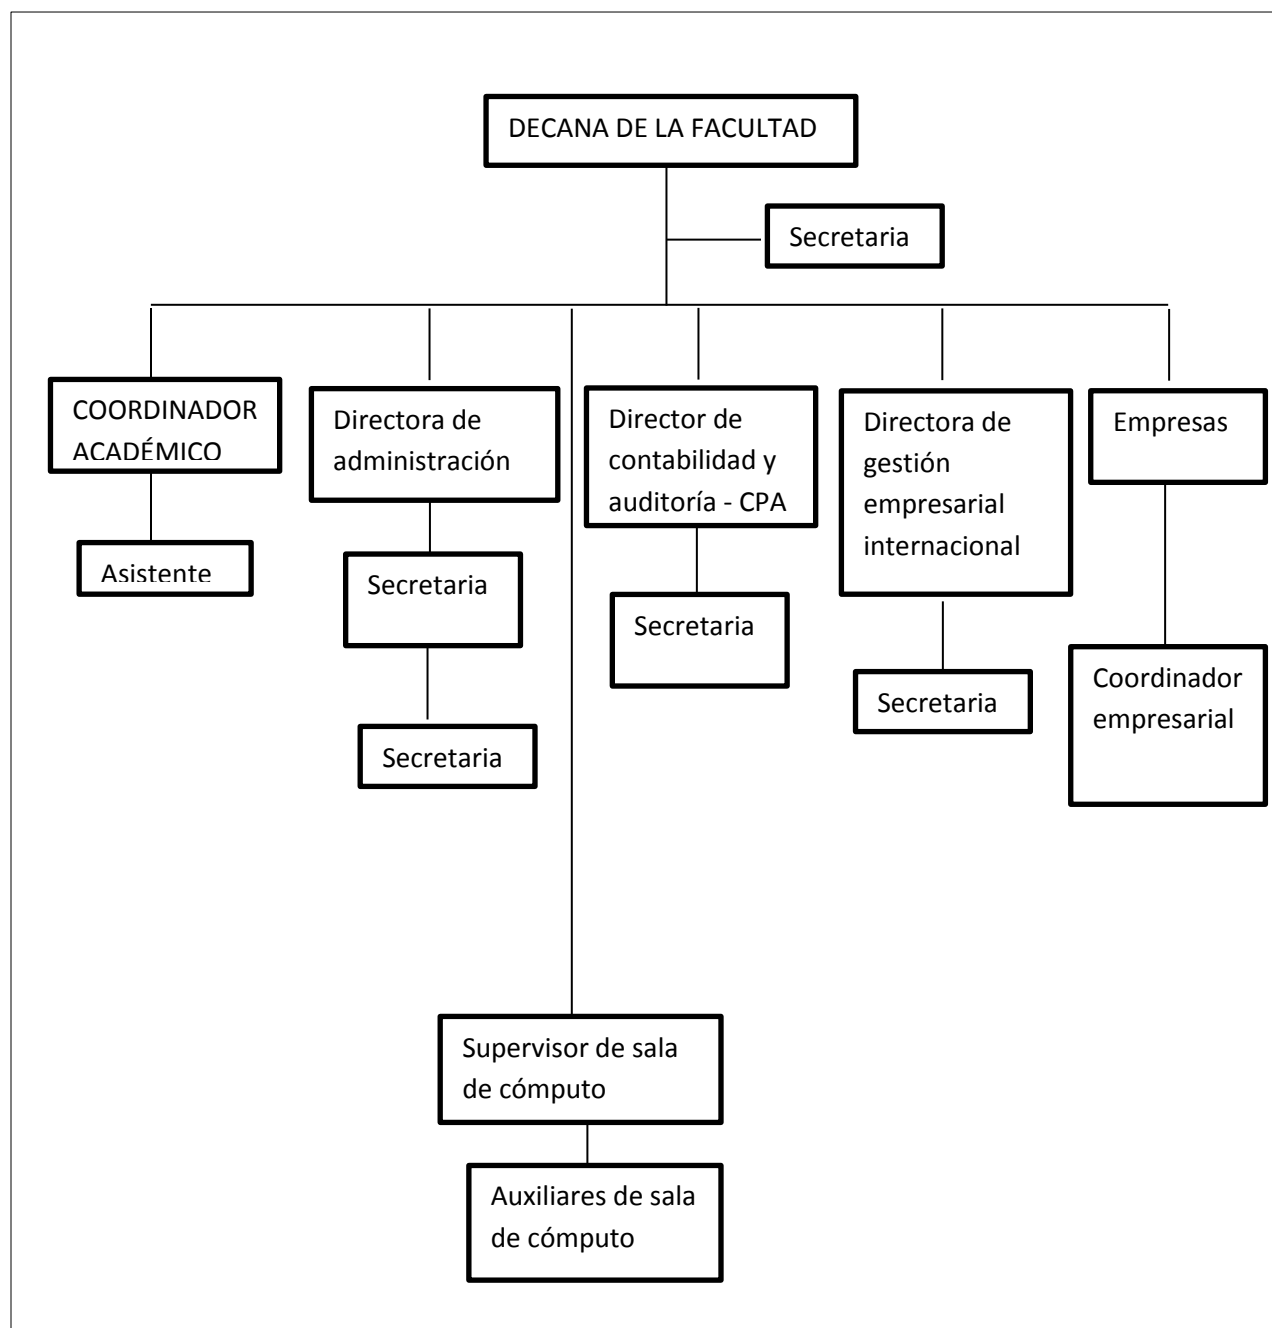 DECANA DE LA FACULTAD
Secretaria
COORDINADOR
ACADÉMICO
Asistente
Directora de
administración
Secretaria
Secretaria
Director de
contabilidad y
auditoría - CPA
Secretaria
Directora de
gestión
empresarial
internacional
Secretaria
Empresas
Coordinador
empresarial
Supervisor de sala
de cómputo
Auxiliares de sala
de cómputo